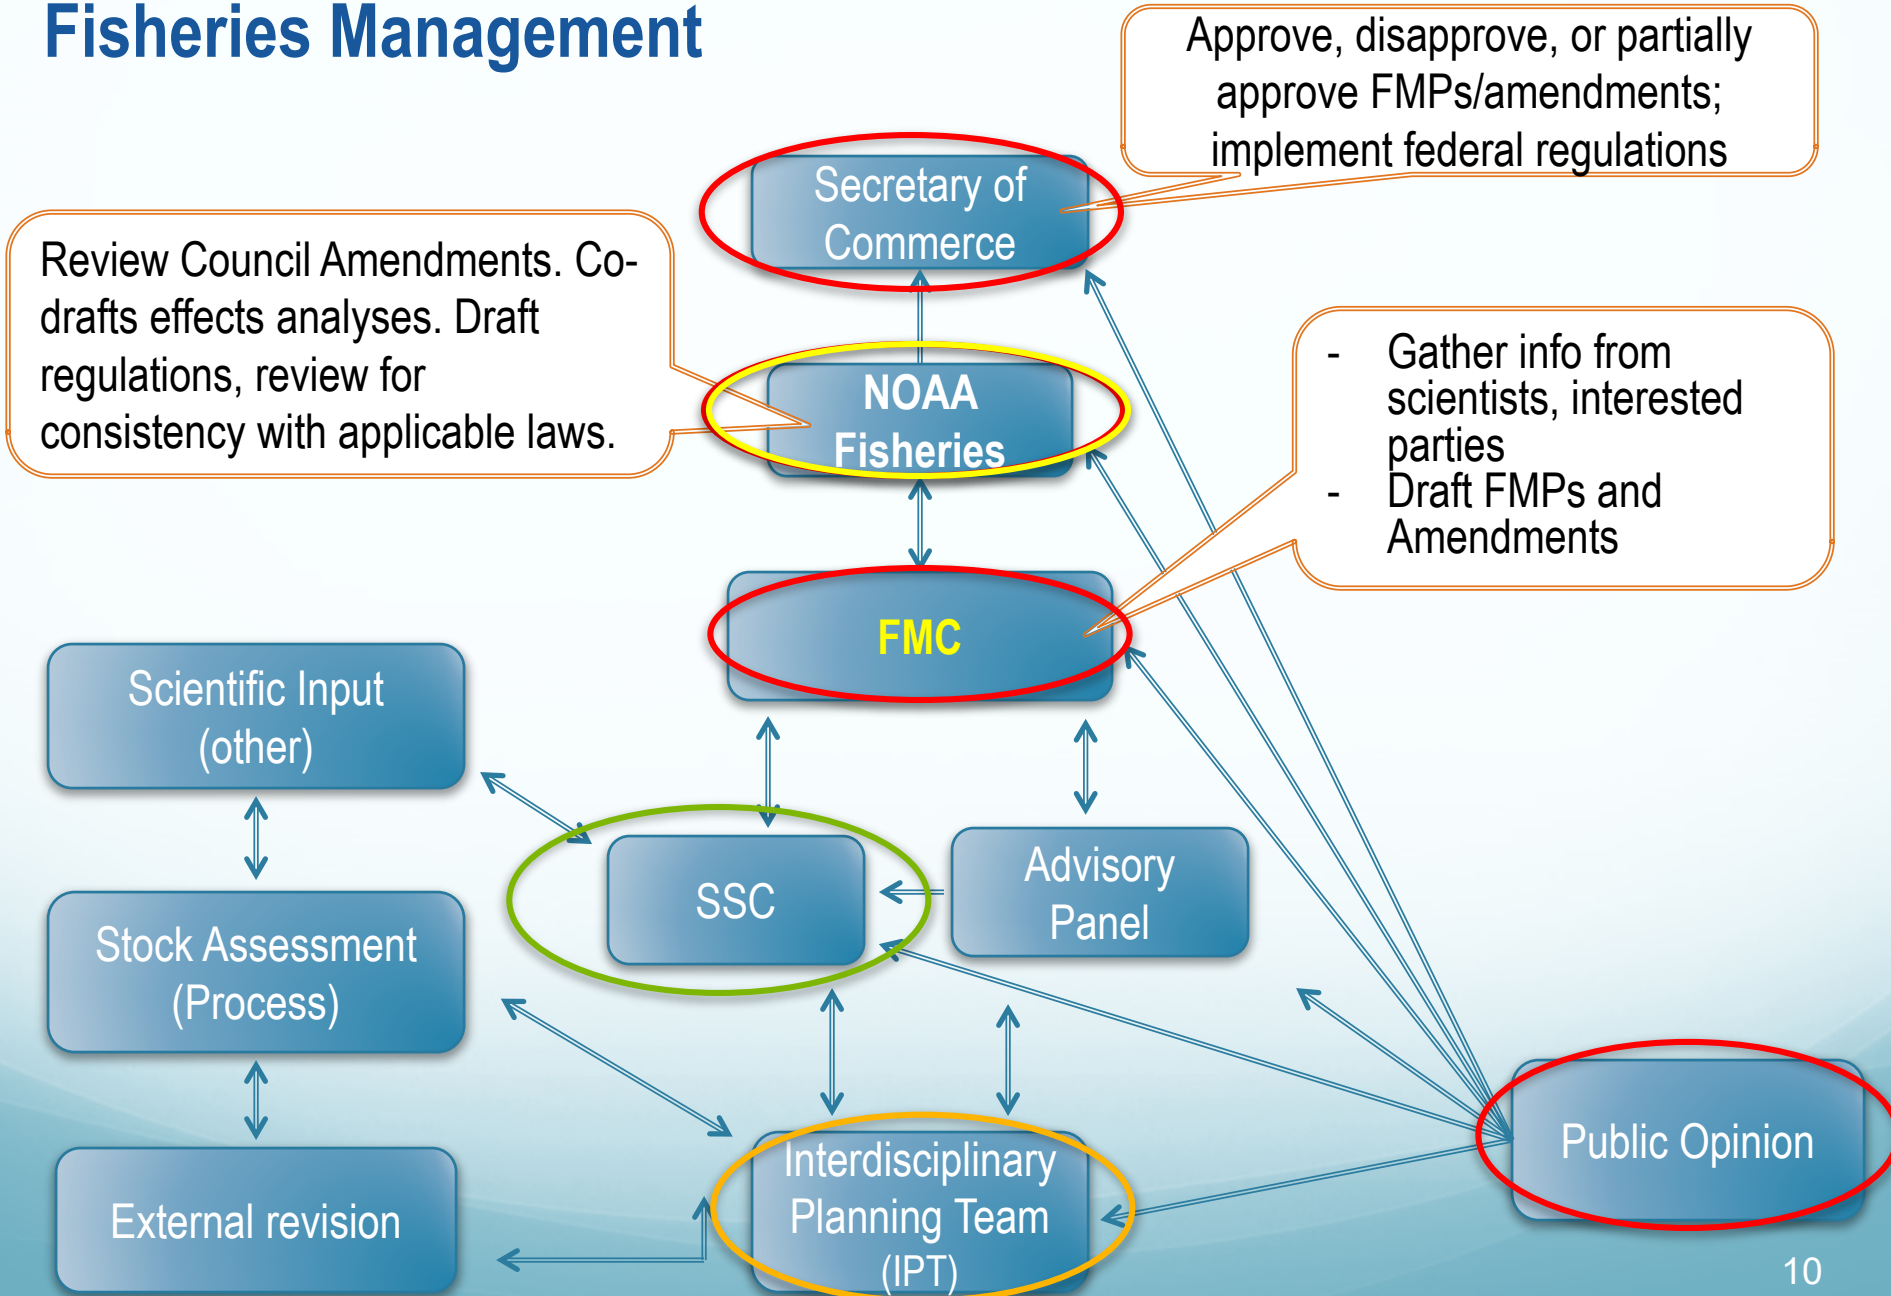 Fisheries Management
Approve, disapprove, or partially
approve FMPs/amendments;
implement federal regulations
Secretary of
Commerce
Review Council Amendments. Co-
drafts effects analyses. Draft
regulations, review for
consistency with applicable laws.
NOAA
Fisheries
- Gather info from
scientists, interested
parties
- Draft FMPs and
Amendments
FMC
Scientific Input
(other)
SSC
Advisory
Panel
Stock Assessment
(Process)
Interdisciplinary
Planning Team
(IPT)
Public Opinion
External revision
10